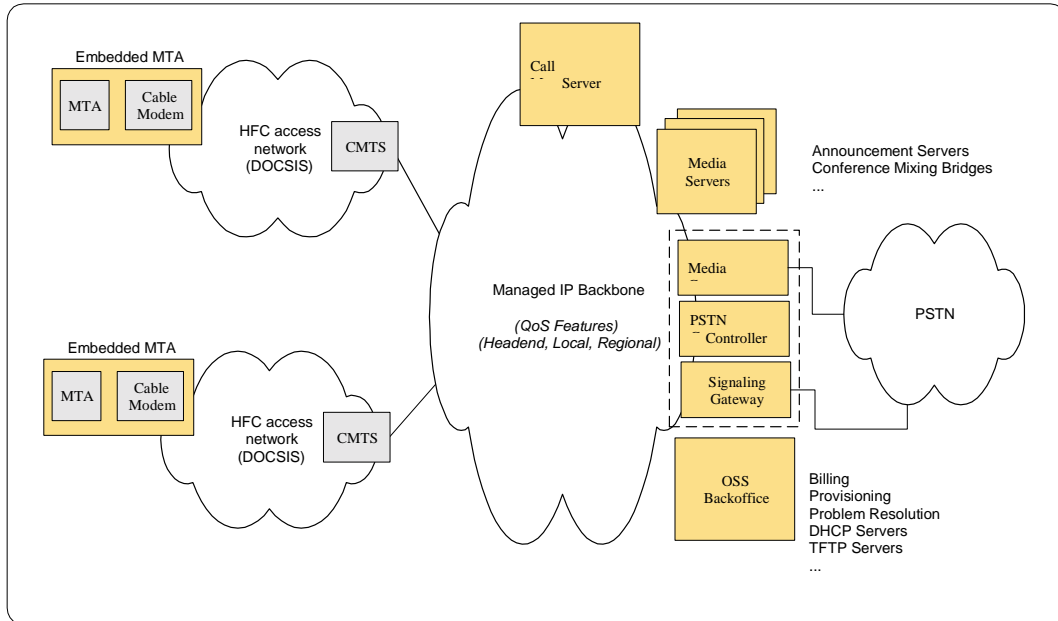 Embedded MTA
MTA
Cable
Modem
HFC access
network
(DOCSIS)
CMTS
Call
Server
Media
Servers
Announcement Servers
Conference Mixing Bridges
...
Managed IP Backbone
(QoS Features)
(Headend, Local, Regional)
Media
PSTN
Controller
Signaling
Gateway
PSTN
Embedded MTA
MTA
Cable
Modem
HFC access
network
(DOCSIS)
CMTS
OSS
Backoffice
Billing
Provisioning
Problem Resolution
DHCP Servers
TFTP Servers
...